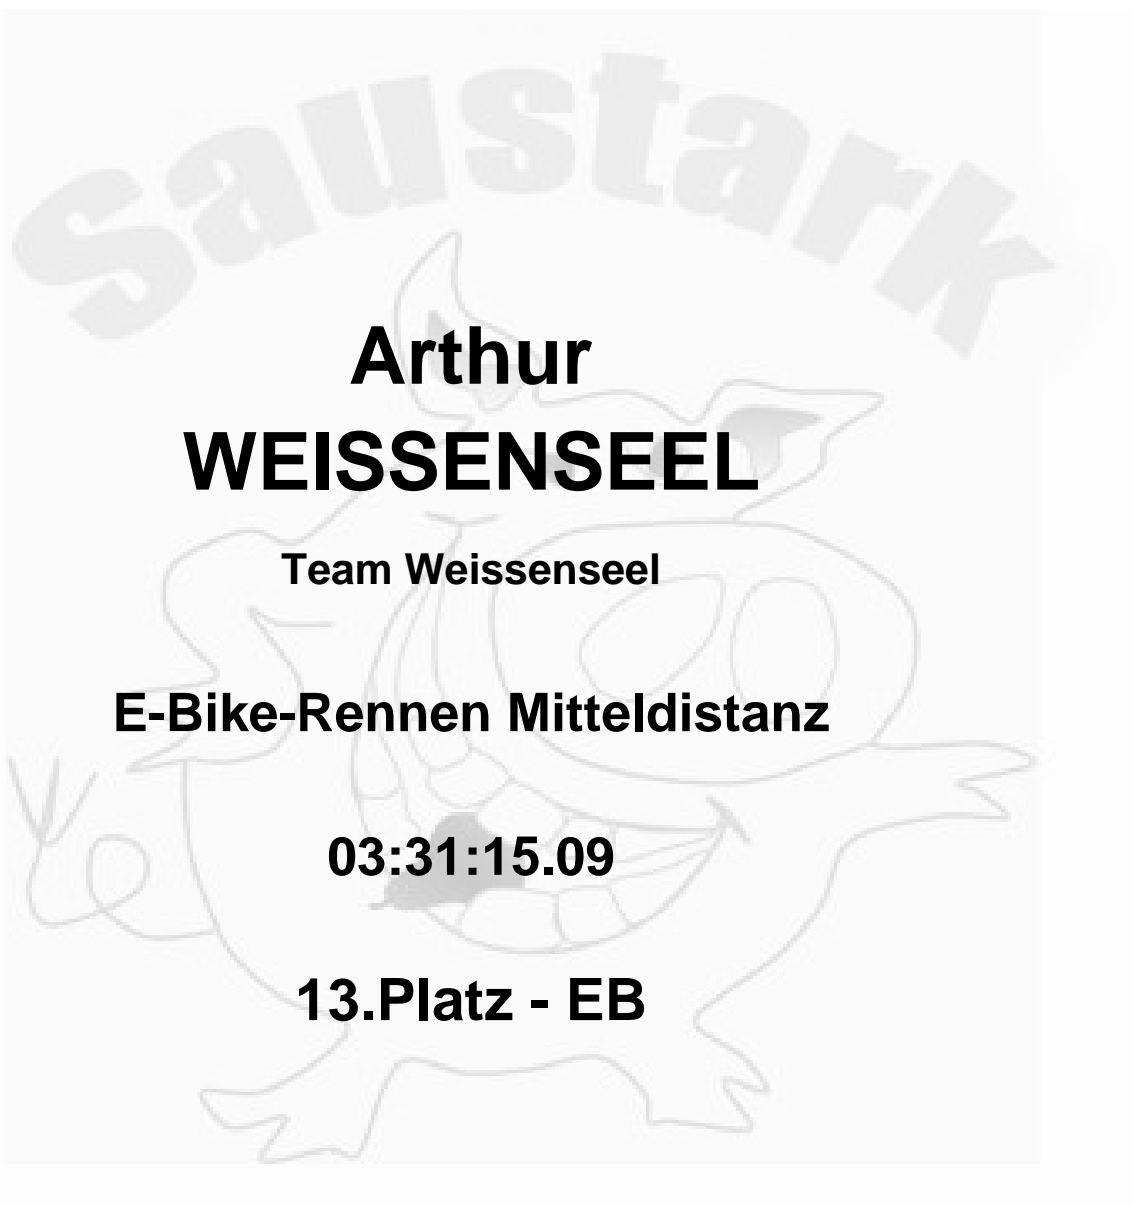 Saustark
Arthur
WEISSENSEEL
Team Weissenseel
E-Bike-Rennen Mitteldistanz
03:31:15.09
13.Platz - EB